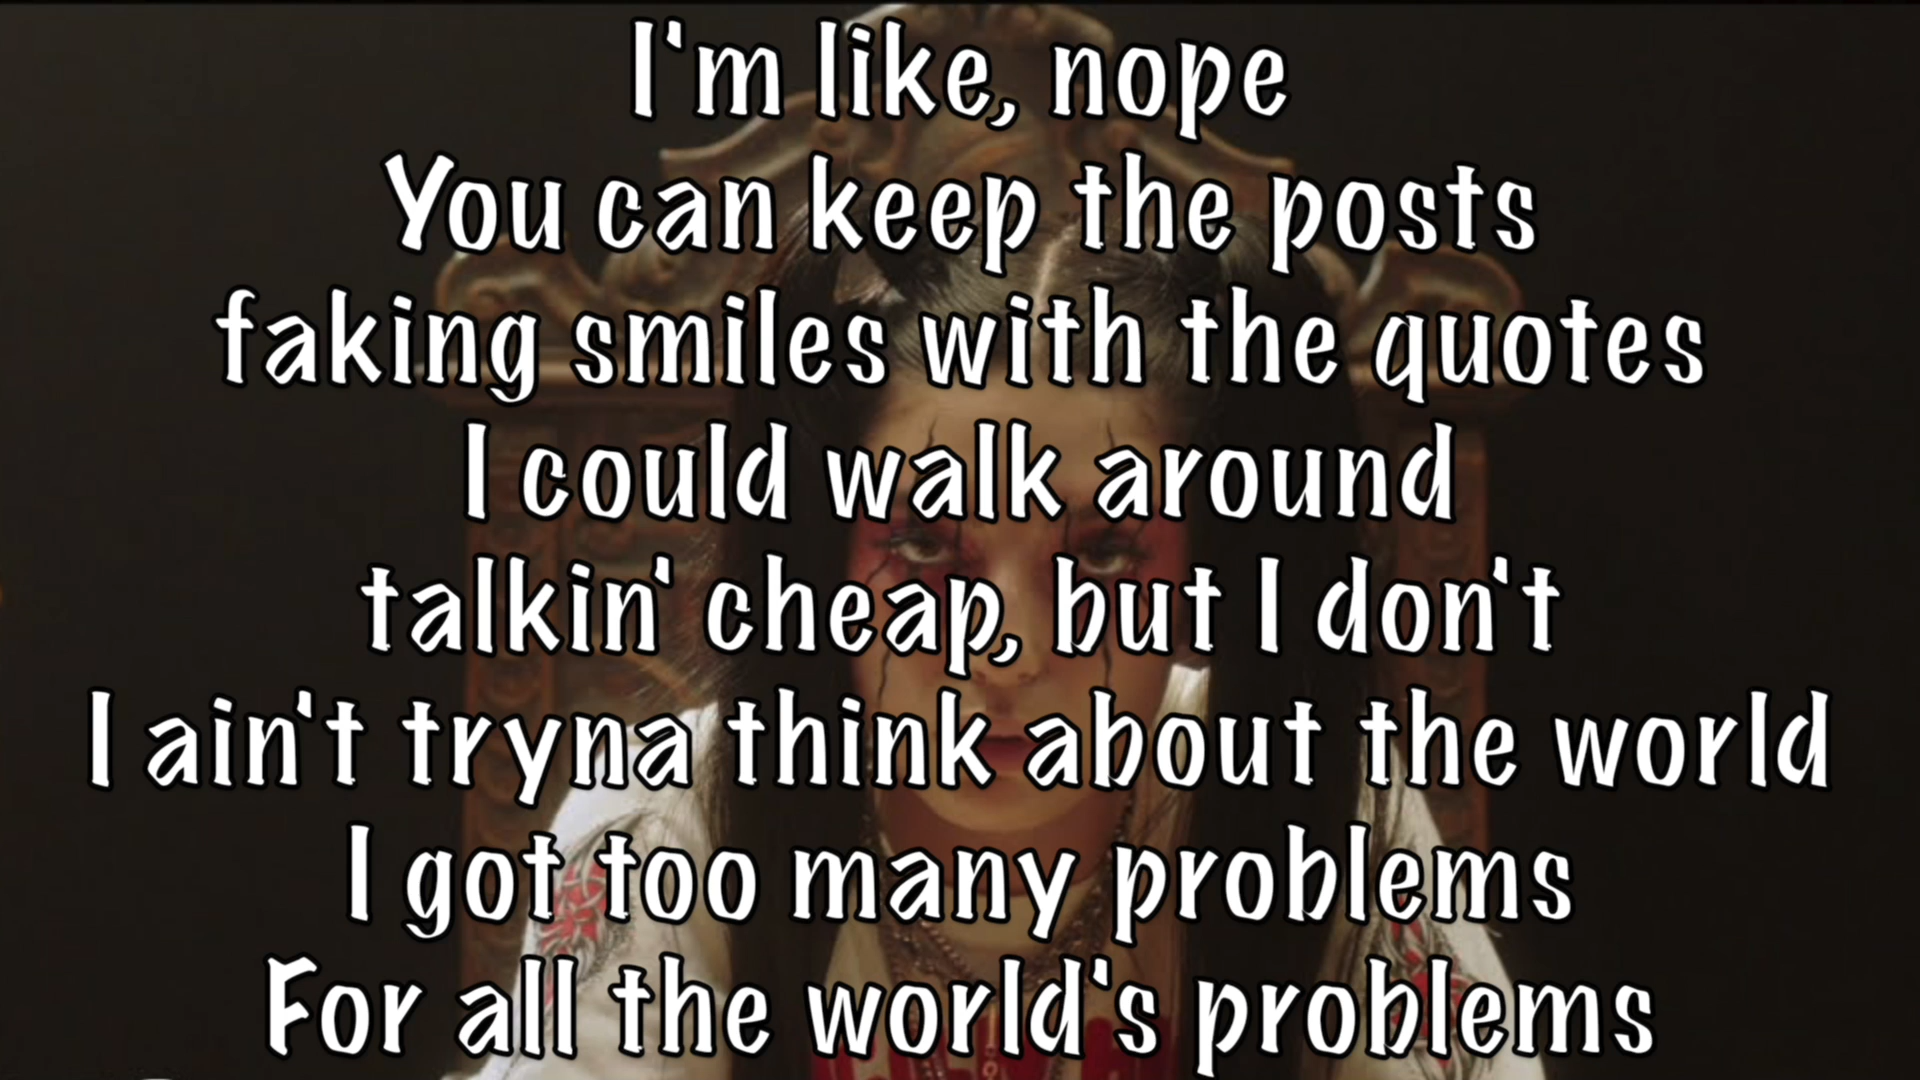 I'm like, nope
You can keep the posts
faking smiles with the quotes
I could walk around
talkin' cheap, but I don't
I ain't tryna think about the world
I got too many problems
For all the world's problems